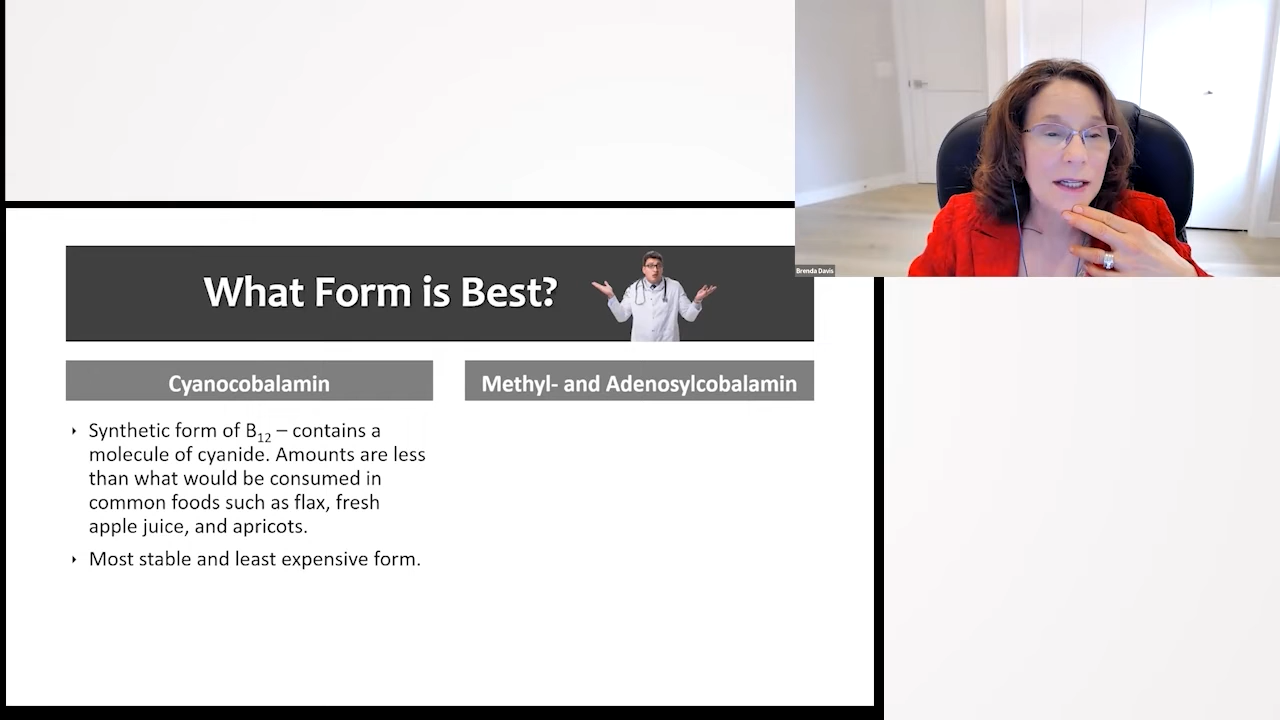 Brenda Davis
What Form is Best?
Cyanocobalamin
Methyl- and Adenosylcobalamin
‣ Synthetic form of B₁₂ – contains a
molecule of cyanide. Amounts are less
than what would be consumed in
common foods such as flax, fresh
apple juice, and apricots.
‣ Most stable and least expensive form.